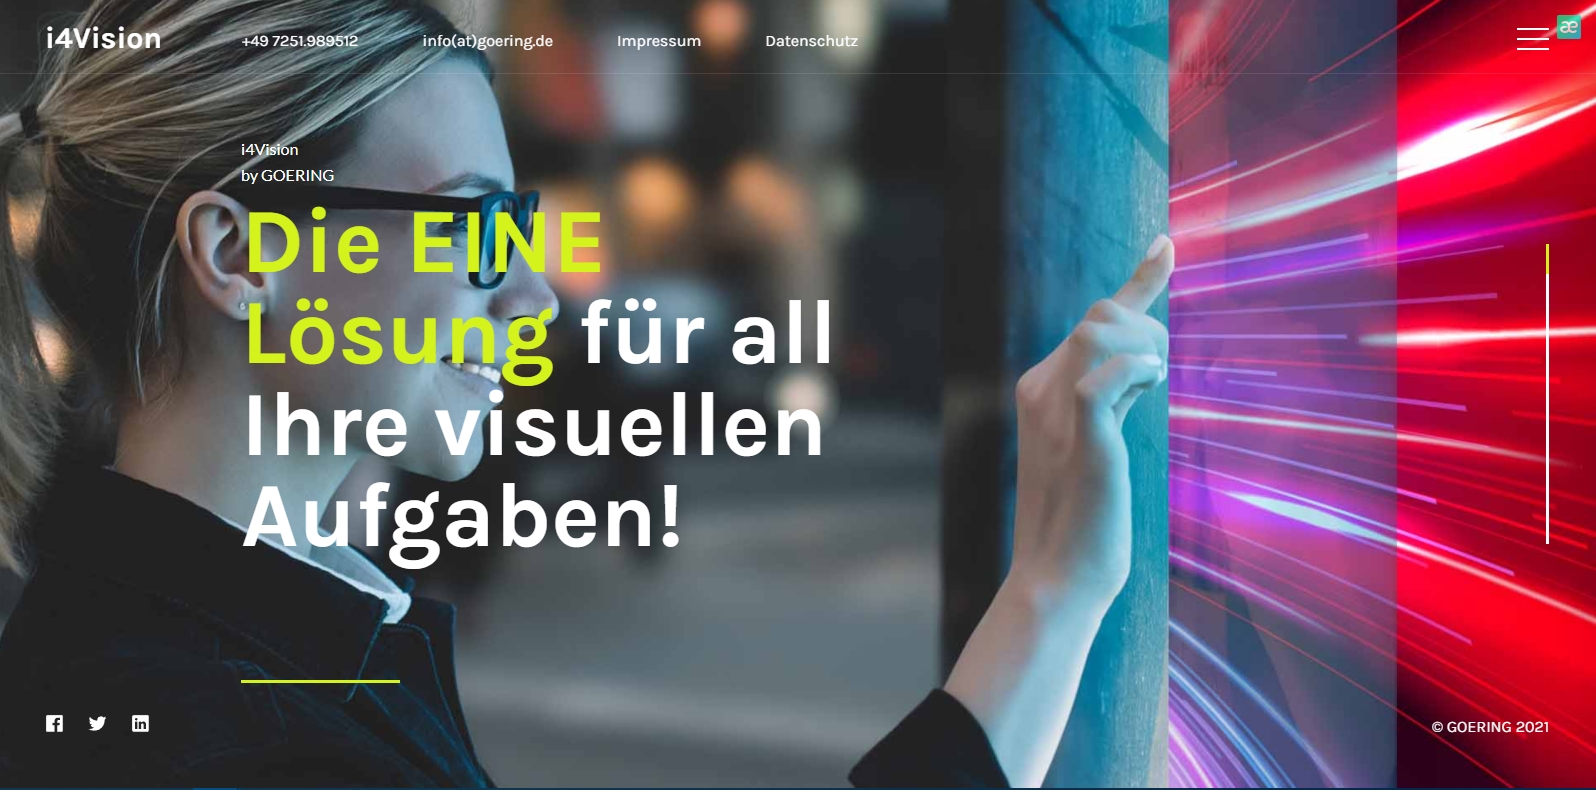 i4Vision
+49 7251.989512
info(at)goering.de
Impressum
Datenschutz
æ
i4Vision
by GOERING
Die EINE
Lösung für all
Ihre visuellen
Aufgaben!
© GOERING 2021